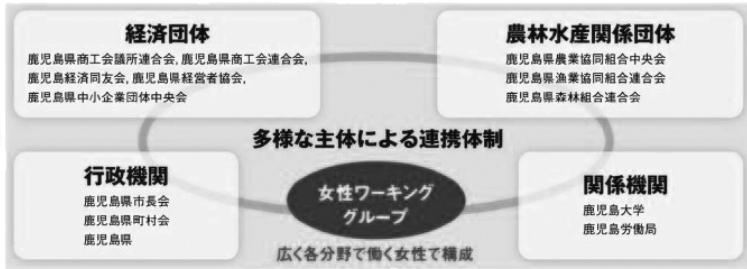 経済団体
鹿児島県商工会議所連合会, 鹿児島県商工会連合会,
鹿児島経済同友会, 鹿児島県経営者協会,
鹿児島県中小企業団体中央会
農林水産関係団体
鹿児島県農業協同組合中央会
鹿児島県漁業協同組合連合会
鹿児島県森林組合連合会
多様な主体による連携体制
行政機関
鹿児島県市長会
鹿児島県町村会
鹿児島県
女性ワーキング
グループ
広く各分野で働く女性で構成
関係機関
鹿児島大学
鹿児島労働局